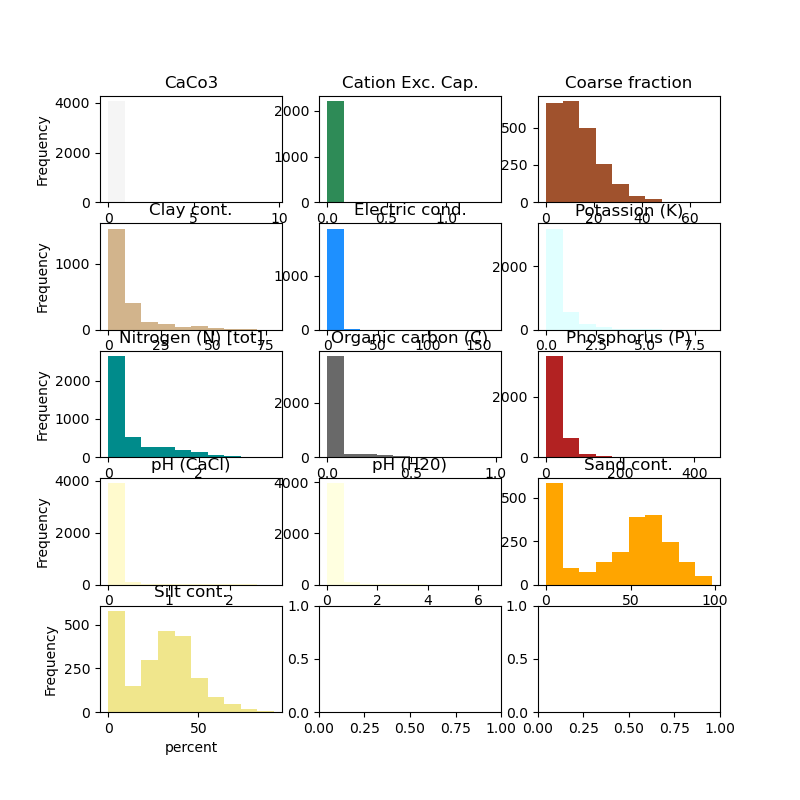 CaCo3 Cation Exc. Cap. Coarse fraction
Frequency
4000
2000
0
0 5 10
2000
1000
0
0.0 0.5 1.0
500
250
0
0 20 40 60
Clay cont. Electric cond. Potassion (K)
Frequency
1000
0
0 25 50 75
1000
0
0 50 100 150
2000
0
0.0 2.5 5.0 7.5
Nitrogen (N) [tot] Organic carbon (C) Phosphorus (P)
Frequency
2000
1000
0
0 2
2000
0
0.0 0.5 1.0
2000
0
0 200 400
pH (CaCl) pH (H20) Sand cont.
Frequency
4000
2000
0
0 1 2
4000
2000
0
0 2 4 6
500
250
0
0 50 100
Silt cont.
Frequency
500
250
0
0 50
percent
1.0
0.5
0.0
0.00 0.25 0.50 0.75 1.00
1.0
0.5
0.0
0.00 0.25 0.50 0.75 1.00